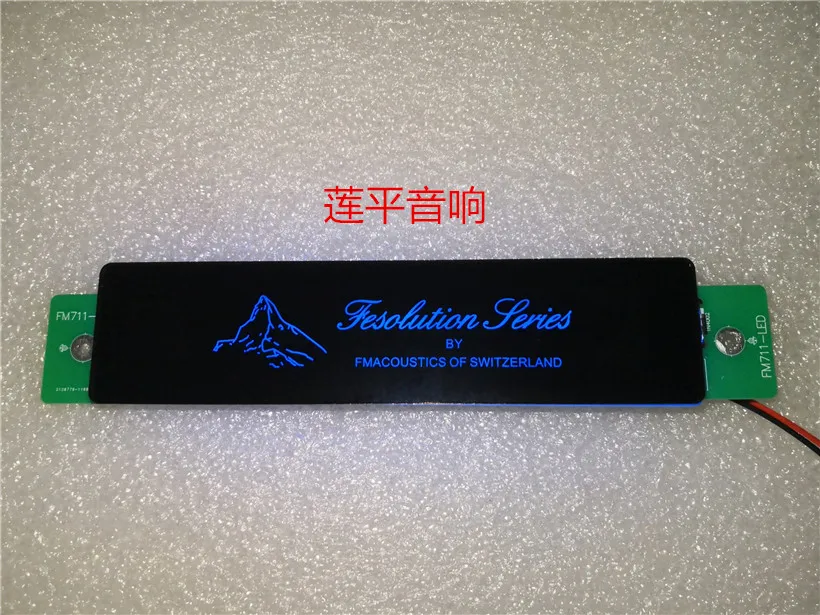 莲平音响
FM711-
Fesolution Series
BY
FMACOUSTICS OF SWITZERLAND
FM711-LED